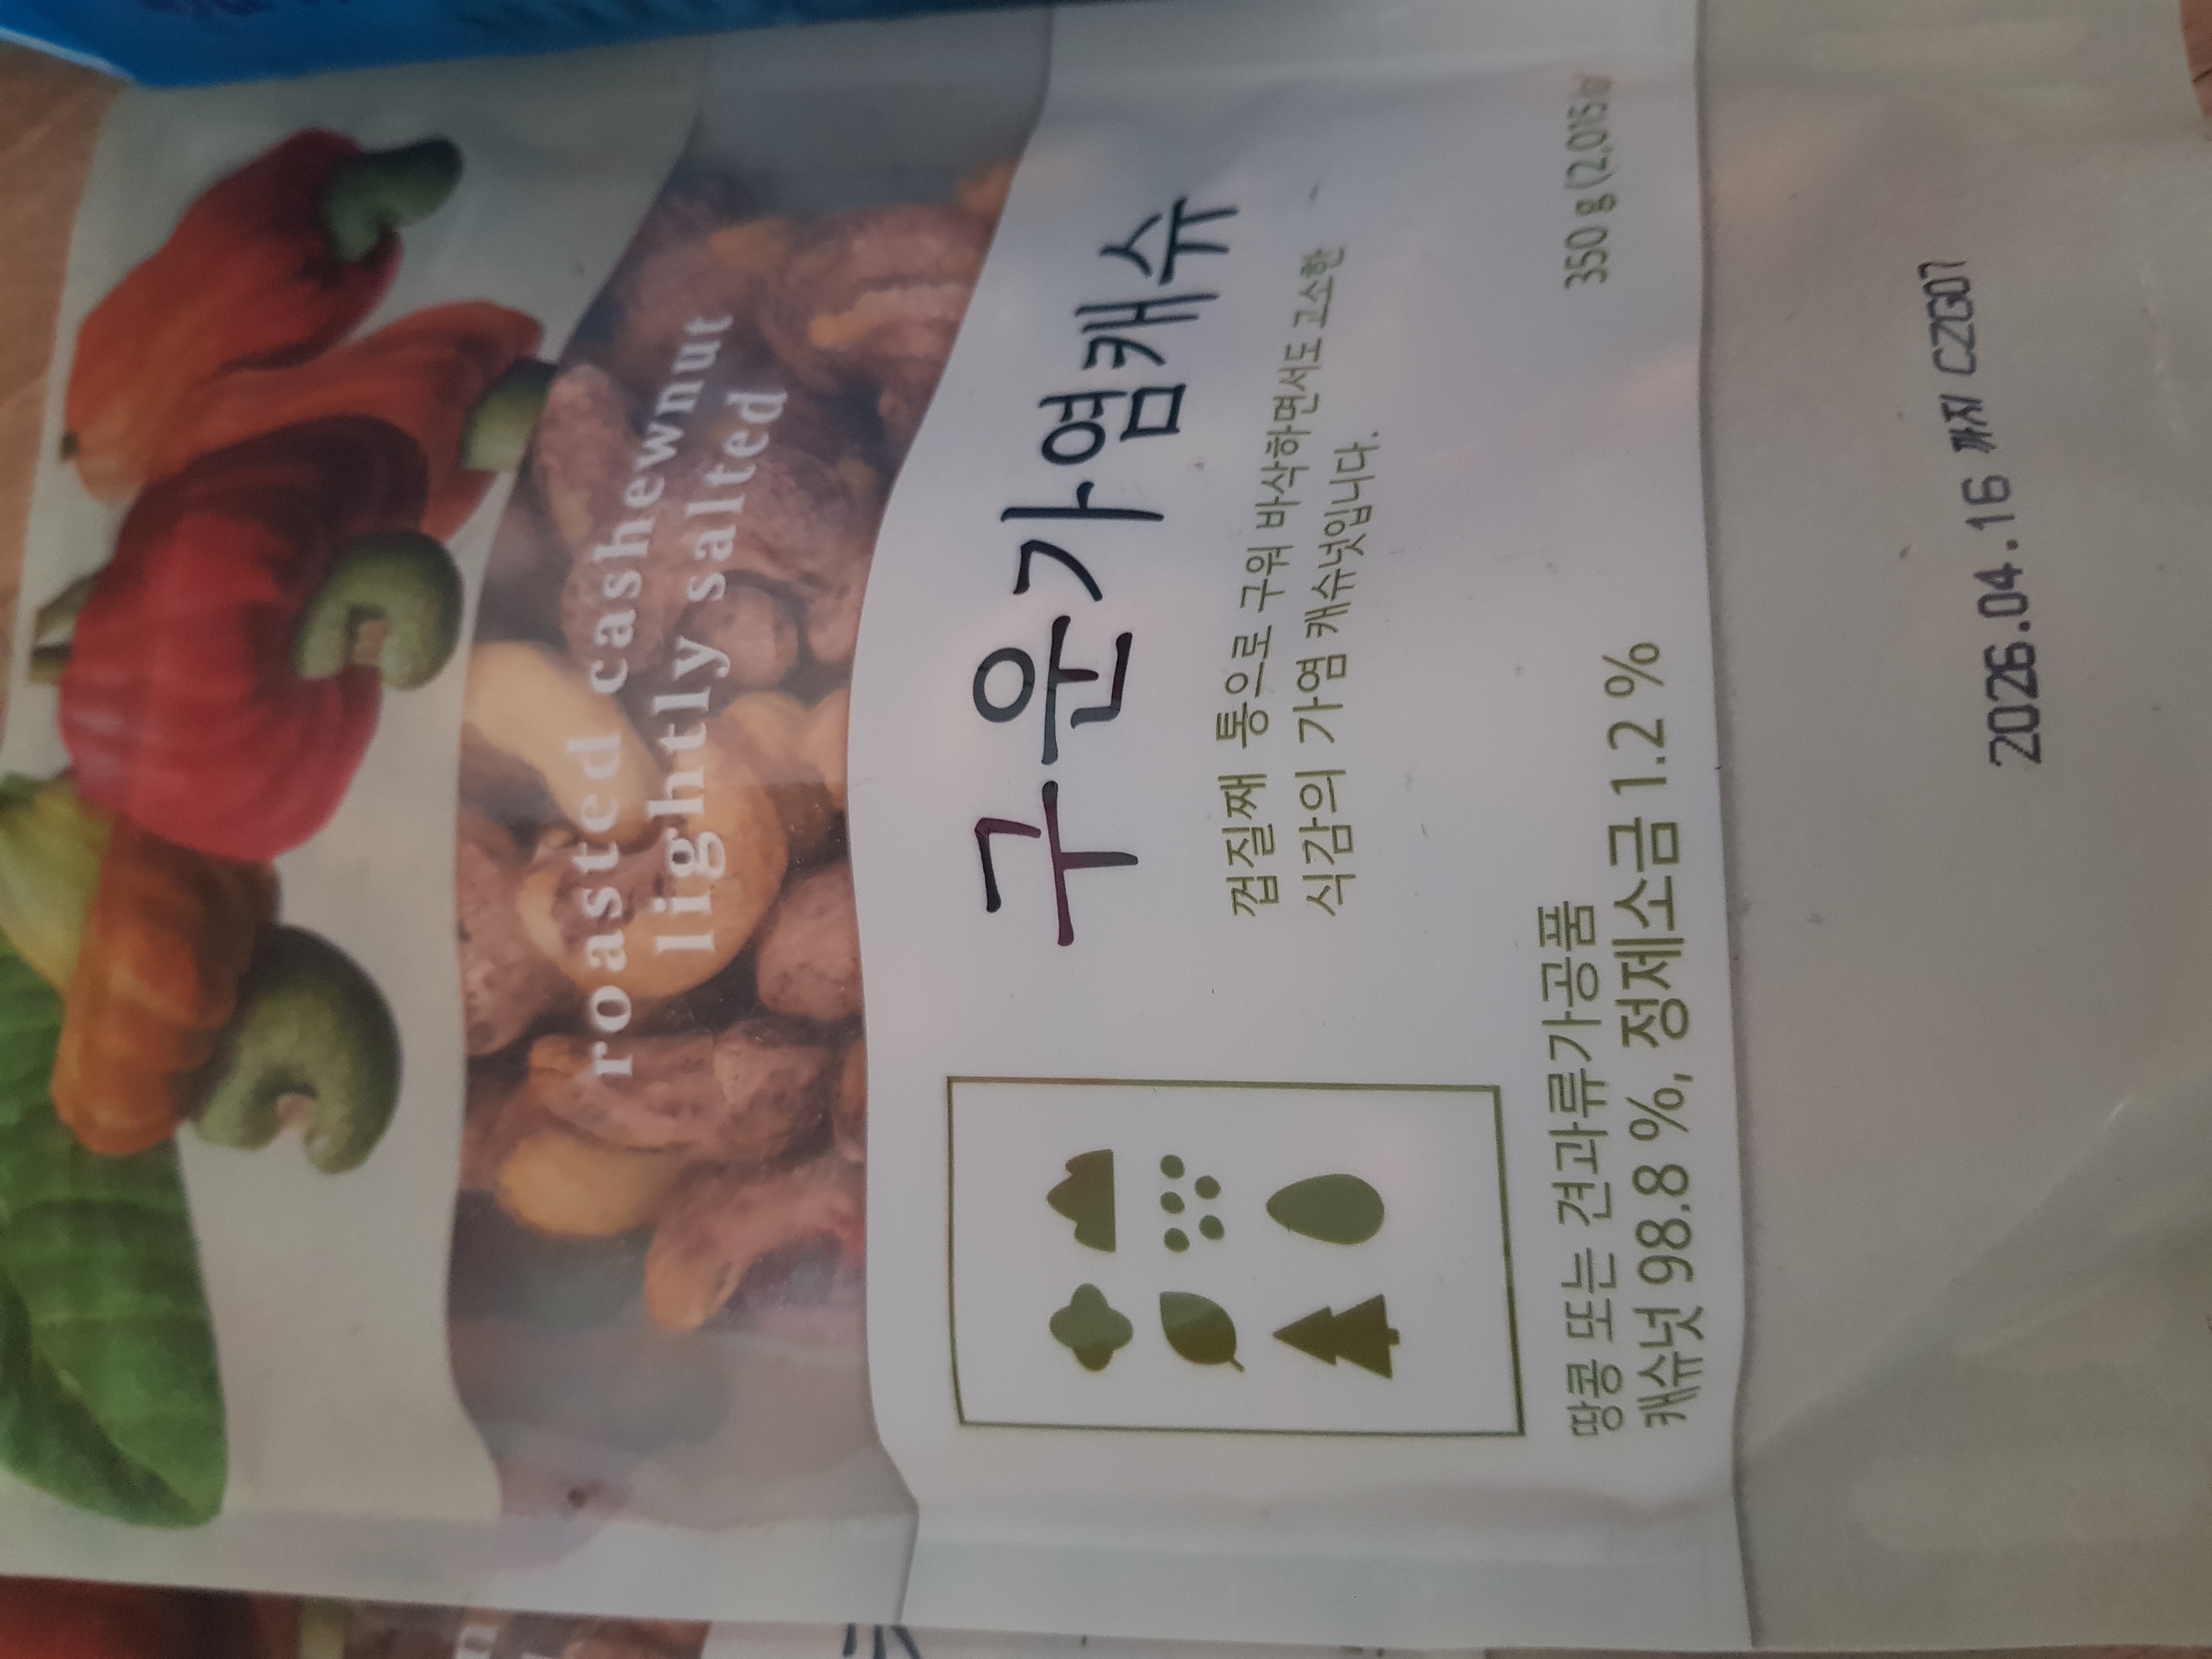 roasted cashewnut
lightly salted
구운가염캐슈
껍질째 통으로 구워 바삭하면서도 고소한
식감의 가염 캐슈넛입니다.
땅콩 또는 견과류가공품
캐슈넛 98.8 %, 정제소금 1.2 %
350 g (2,015
2026.04.16 까지 C2G07